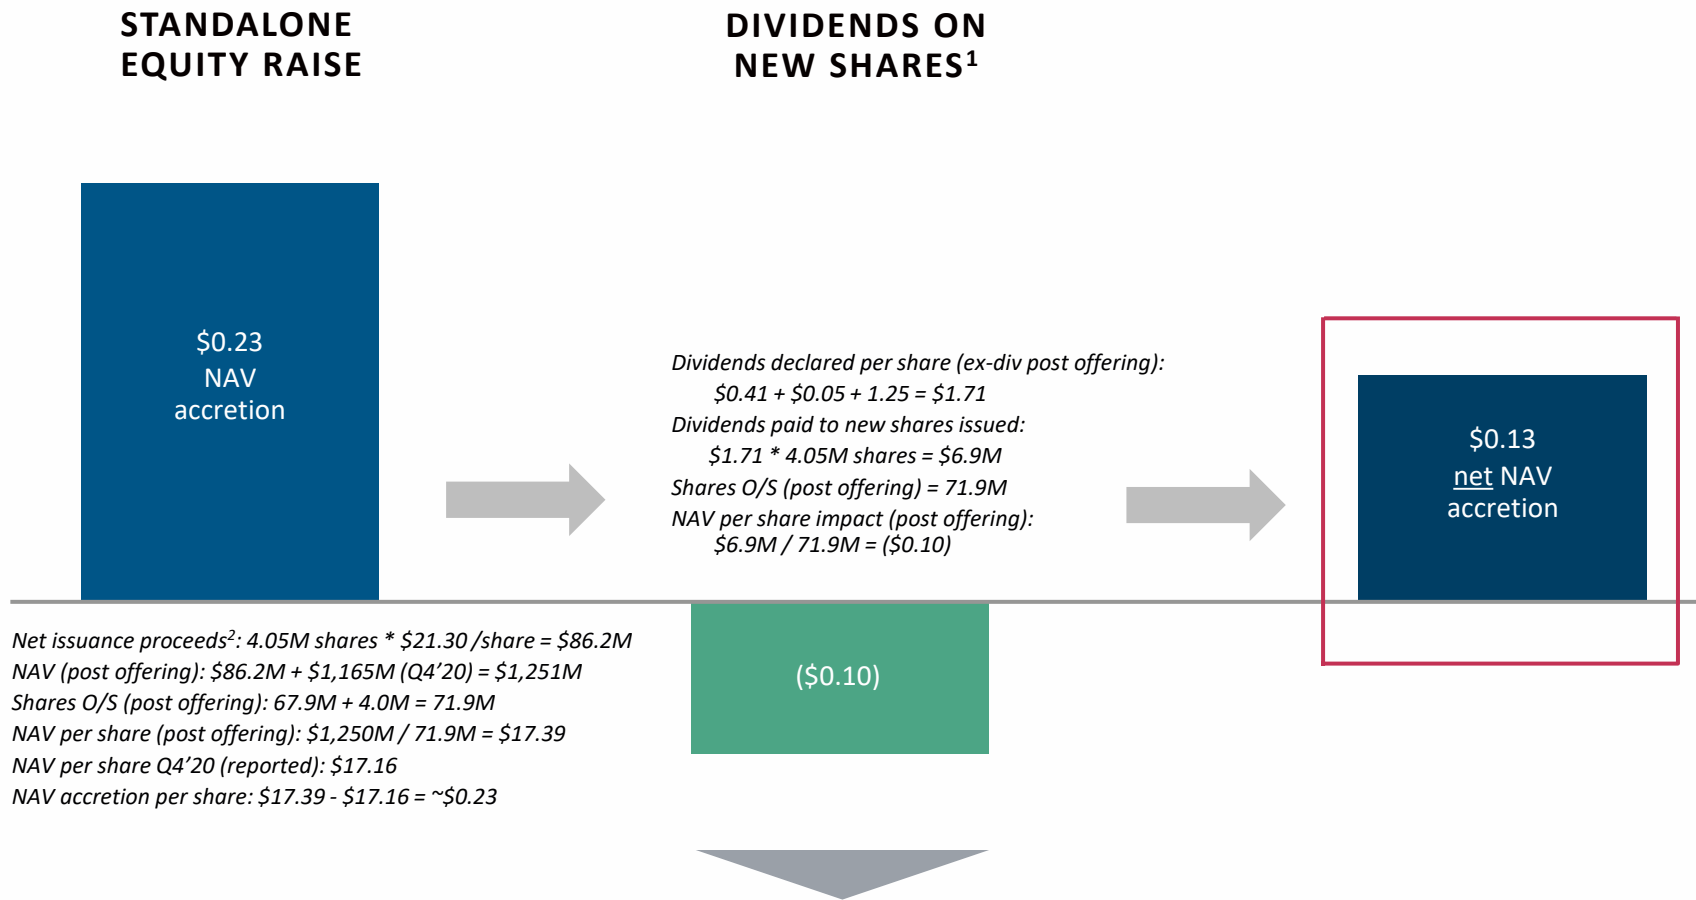 STANDALONE
EQUITY RAISE
DIVIDENDS ON
NEW SHARES¹
$0.23
NAV
accretion
Net issuance proceeds²: 4.05M shares * $21.30 /share = $86.2M
NAV (post offering): $86.2M + $1,165M (Q4’20) = $1,251M
Shares O/S (post offering): 67.9M + 4.0M = 71.9M
NAV per share (post offering): $1,250M / 71.9M = $17.39
NAV per share Q4’20 (reported): $17.16
NAV accretion per share: $17.39 - $17.16 = ~$0.23
Dividends declared per share (ex-div post offering):
$0.41 + $0.05 + 1.25 = $1.71
Dividends paid to new shares issued:
$1.71 * 4.05M shares = $6.9M
Shares O/S (post offering) = 71.9M
NAV per share impact (post offering):
$6.9M / 71.9M = ($0.10)
($0.10)
$0.13
net NAV
accretion